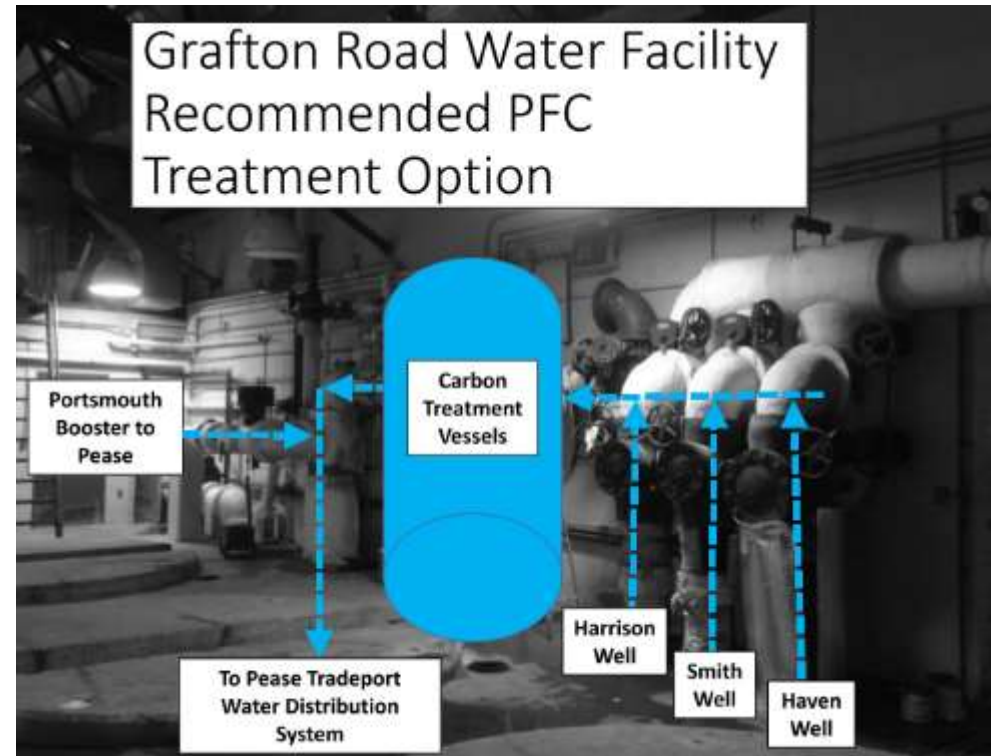 Grafton Road Water Facility
Recommended PFC
Treatment Option
Portsmouth
Booster to
Pease
Carbon
Treatment
Vessels
Harrison
Well
Smith
Well
Haven
Well
To Pease Tradeport
Water Distribution
System